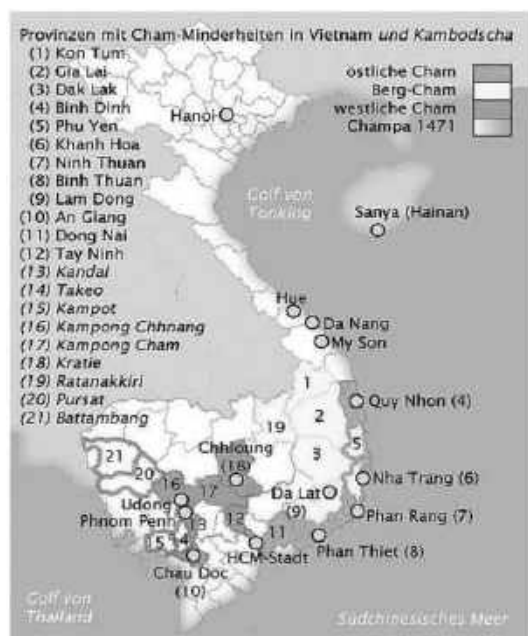 Provinzen mit Cham-Minderheiten in Vietnam und Kambodscha
(1) Kon Tum
(2) Gia Lai
(3) Dak Lak
(4) Binh Dinh
(5) Phu Yen
(6) Khanh Hoa
(7) Ninh Thuan
(8) Binh Thuan
(9) Lam Dong
(10) An Giang
(11) Dong Nai
(12) Tay Ninh
(13) Kandal
(14) Takeo
(15) Kampot
(16) Kampong Chhnang
(17) Kampong Cham
(18) Kratie
(19) Ratanakkiri
(20) Pursat
(21) Battambang
östliche Cham
Berg-Cham
westliche Cham
Champa 1471
Hanoi
Golf von
Tonking
Sanya (Hainan)
Hue
Da Nang
My Son
1
2
Quy Nhon (4)
19
3
5
Chhloung
(18)
21
20
16
17
Nha Trang (6)
Da Lat
(9)
Udong
Phnom Penh
13
12
11
Phan Rang (7)
HCM-Stadt
Phan Thiet (8)
Chau Doc
(10)
Golf von
Thailand
Südchinesisches Meer